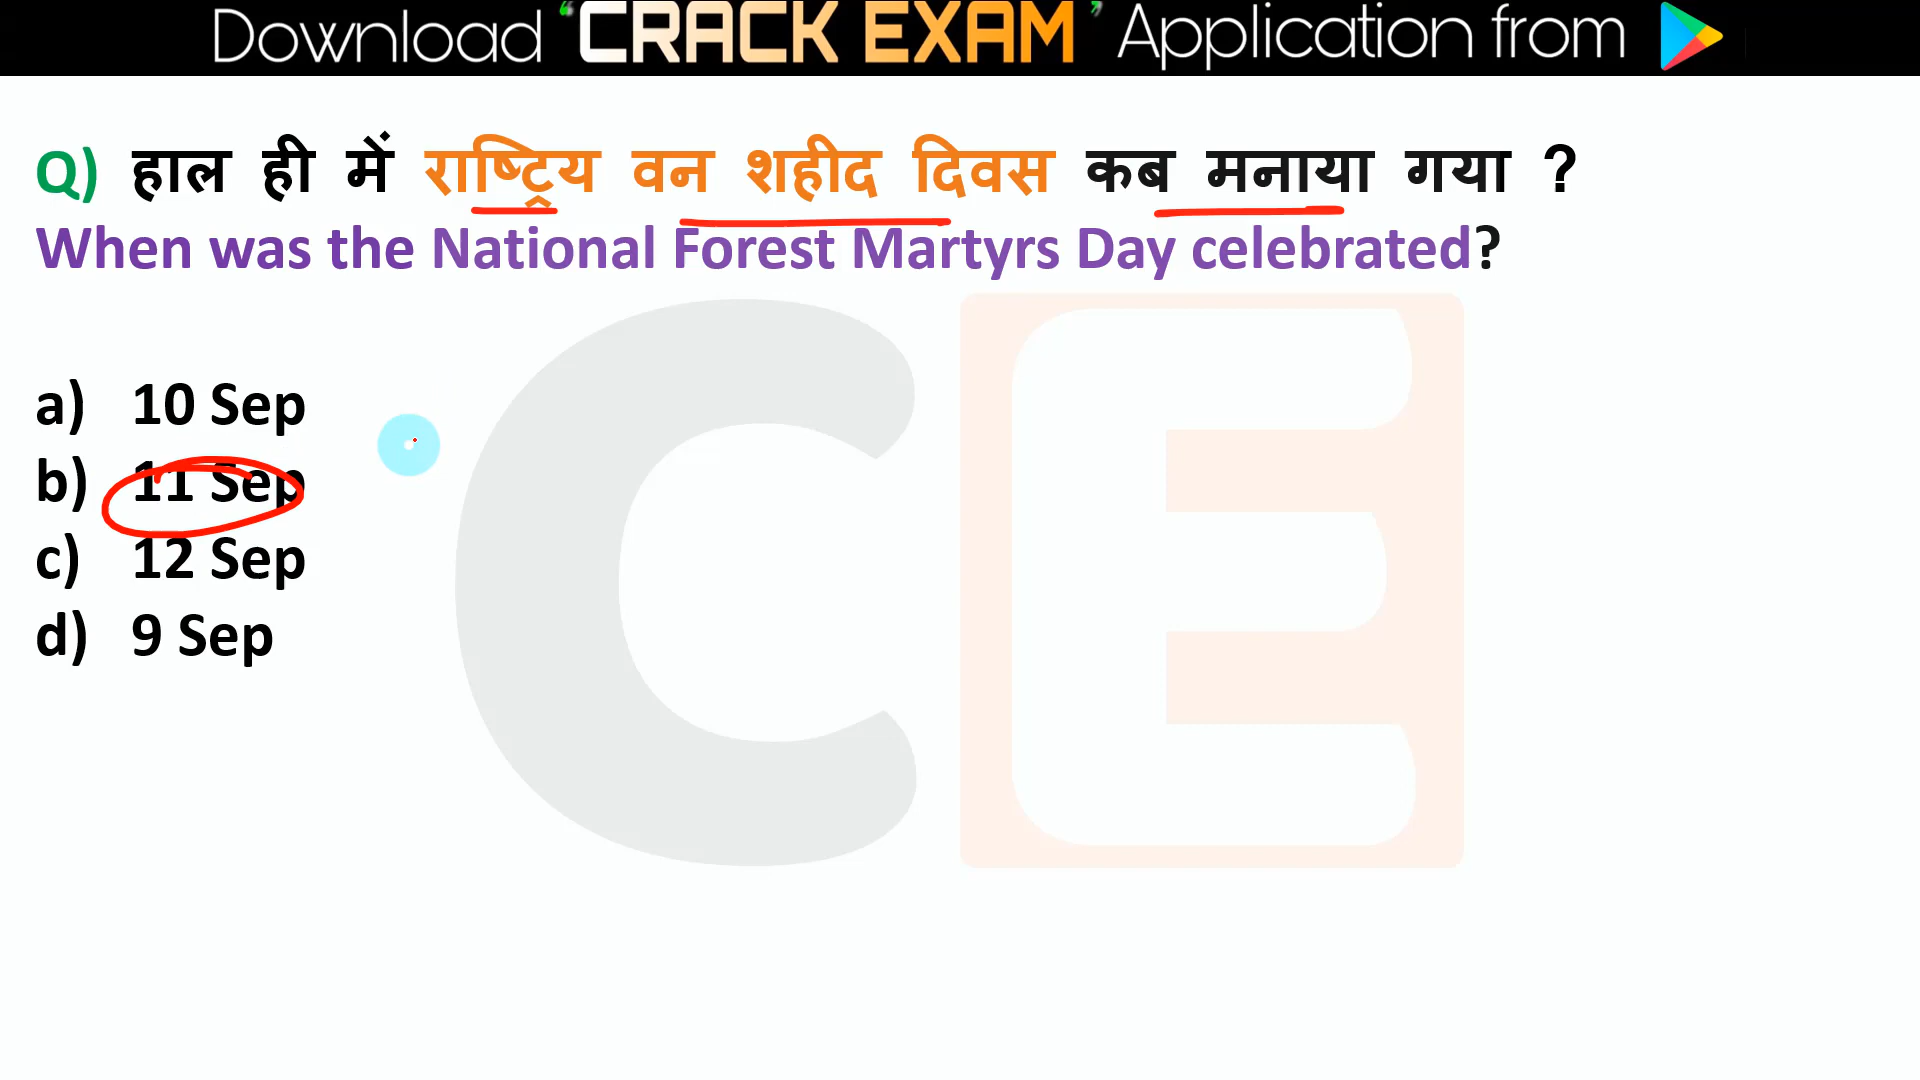 Download ‘CRACK EXAM’ Application from
Q) हाल ही में राष्ट्रिय वन शहीद दिवस कब मनाया गया ?
When was the National Forest Martyrs Day celebrated?
a) 10 Sep
b) 11 Sep
c) 12 Sep
d) 9 Sep
CE